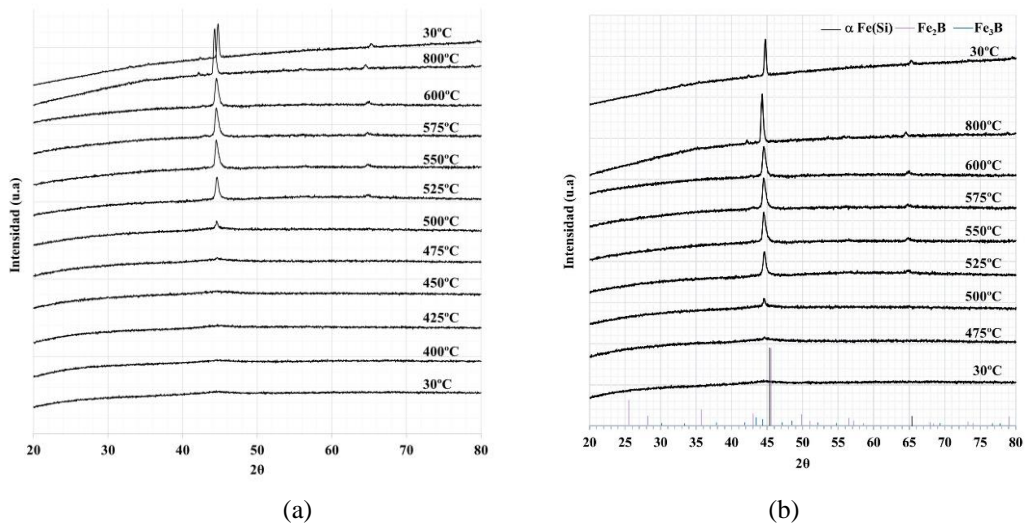 30ºC
800ºC
600ºC
575ºC
550ºC
525ºC
500ºC
475ºC
450ºC
425ºC
400ºC
30ºC
Intensidad (u.a)
20 30 40 50 60 70 80
2θ
(a)
α Fe(Si) Fe₂B Fe₃B
30ºC
800ºC
600ºC
575ºC
550ºC
525ºC
500ºC
475ºC
30ºC
Intensidad (u.a)
20 25 30 35 40 45 50 55 60 65 70 75 80
2θ
(b)